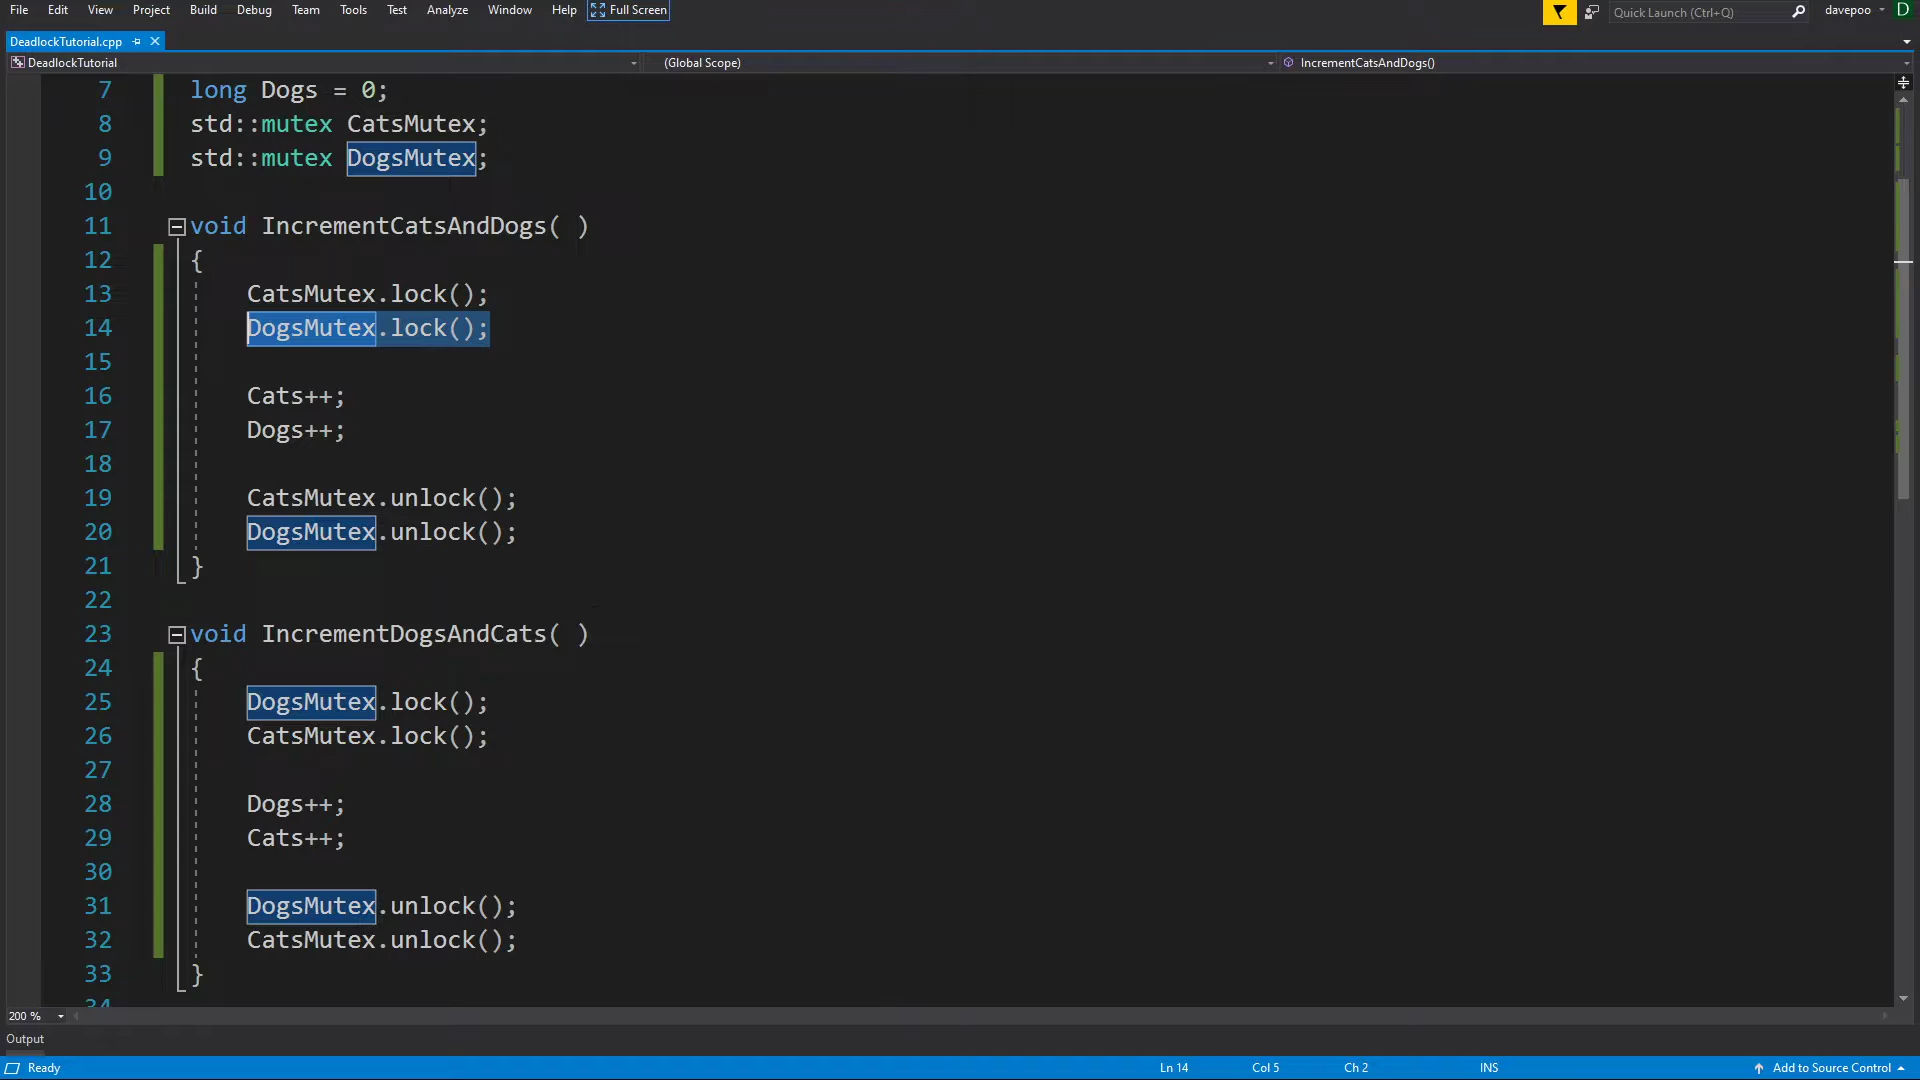 File Edit View Project Build Debug Team Tools Test Analyze Window Help Full Screen Quick Launch (Ctrl+Q) davepoo D
DeadlockTutorial.cpp
DeadlockTutorial (Global Scope) IncrementCatsAndDogs()
7 long Dogs = 0;
8 std::mutex CatsMutex;
9 std::mutex DogsMutex;
10
11 void IncrementCatsAndDogs( )
12 {
13 CatsMutex.lock();
14 DogsMutex.lock();
15
16 Cats++;
17 Dogs++;
18
19 CatsMutex.unlock();
20 DogsMutex.unlock();
21 }
22
23 void IncrementDogsAndCats( )
24 {
25 DogsMutex.lock();
26 CatsMutex.lock();
27
28 Dogs++;
29 Cats++;
30
31 DogsMutex.unlock();
32 CatsMutex.unlock();
33 }
34
200 %
Output
Ready Ln 14 Col 5 Ch 2 INS Add to Source Control